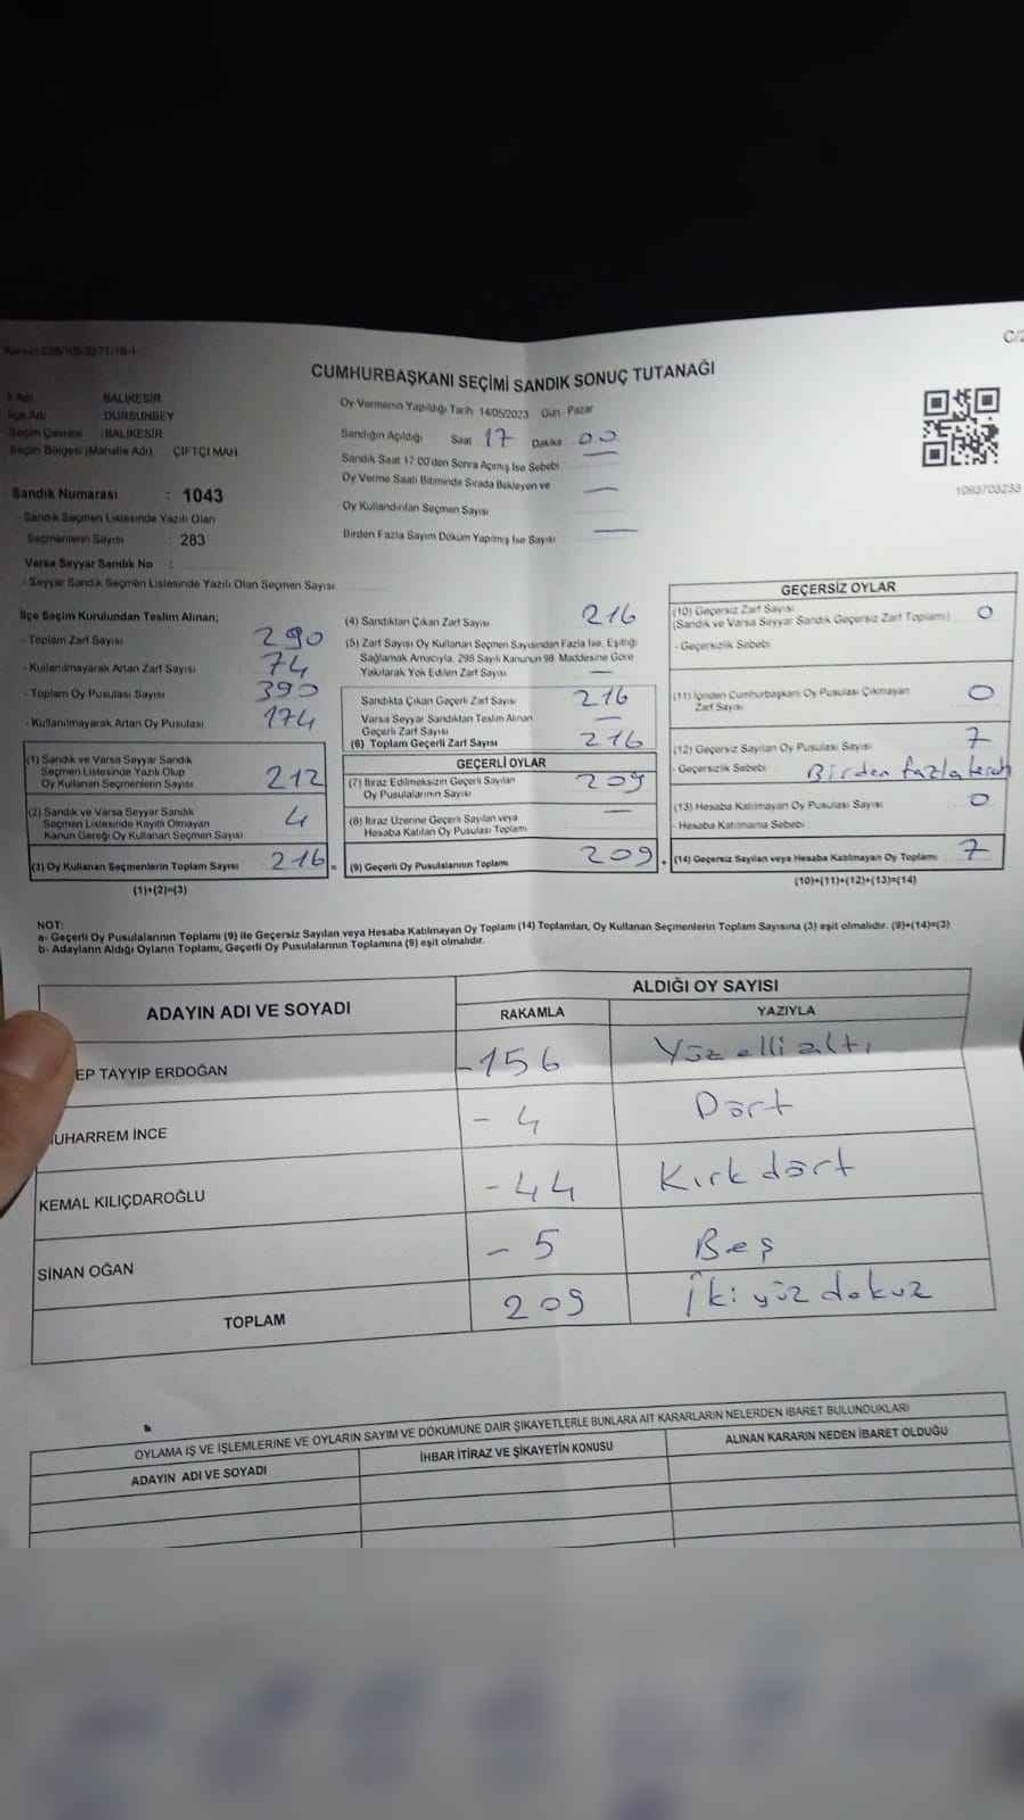 C/2
CUMHURBAŞKANI SEÇİMİ SANDIK SONUÇ TUTANAĞI
İl Adı BALIKESİR
İlçe Adı DURSUNBEY
Seçim Çevresi : BALIKESİR
Seçim Bölgesi (Mahalle Adı) ÇİFTÇİ MAH
Sandık Numarası : 1043
Sandık Seçmen Listesinde Yazılı Olan
Seçmenlerin Sayısı 283
Varsa Seyyar Sandık No :
- Seyyar Sandık Seçmen Listesinde Yazılı Olan Seçmen Sayısı
Oy Vermenin Yapıldığı Tarih 14/05/2023 Gün : Pazar
Sandığın Açıldığı Saat 17 Dakika 00
Sandık Saat 17:00'den Sonra Açılmış İse Sebebi
Oy Verme Saati Bitiminde Sırada Bekleyen ve —
Oy Kullandırılan Seçmen Sayısı
Birden Fazla Sayım Döküm Yapılmış İse Sayısı —
İlçe Seçim Kurulundan Teslim Alınan;
- Toplam Zarf Sayısı 290
- Kullanılmayarak Artan Zarf Sayısı 74
- Toplam Oy Pusulası Sayısı 390
- Kullanılmayarak Artan Oy Pusulası 174
(1) Sandık ve Varsa Seyyar Sandık
Seçmen Listesinde Yazılı Olup
Oy Kullanan Seçmenlerin Sayısı 212
(2) Sandık ve Varsa Seyyar Sandık
Seçmen Listesinde Kayıtlı Olmayan
Kanun Gereği Oy Kullanan Seçmen Sayısı 4
(3) Oy Kullanan Seçmenlerin Toplam Sayısı 216 =
(1)+(2)=(3)
(4) Sandıktan Çıkan Zarf Sayısı 216
(5) Zarf Sayısı Oy Kullanan Seçmen Sayısından Fazla İse, Eşitliği
Sağlamak Amacıyla, 298 Sayılı Kanunun 98. Maddesine Göre
Yakılarak Yok Edilen Zarf Sayısı —
Sandıkta Çıkan Geçerli Zarf Sayısı 216
Varsa Seyyar Sandıktan Teslim Alınan
Geçerli Zarf Sayısı —
(6) Toplam Geçerli Zarf Sayısı 216
GEÇERLİ OYLAR
(7) İtiraz Edilmeksizin Geçerli Sayılan
Oy Pusulalarının Sayısı 209
(8) İtiraz Üzerine Geçerli Sayılan veya
Hesaba Katılan Oy Pusulası Toplamı —
(9) Geçerli Oy Pusulalarının Toplamı 209 +
GEÇERSİZ OYLAR
(10) Geçersiz Zarf Sayısı 0
(Sandık ve Varsa Seyyar Sandık Geçersiz Zarf Toplamı)
- Geçersizlik Sebebi
(11) İçinden Cumhurbaşkanı Oy Pusulası Çıkmayan
Zarf Sayısı 0
(12) Geçersiz Sayılan Oy Pusulası Sayısı 7
- Geçersizlik Sebebi Birden fazla tercih
(13) Hesaba Katılmayan Oy Pusulası Sayısı 0
- Hesaba Katılmama Sebebi
(14) Geçersiz Sayılan veya Hesaba Katılmayan Oy Toplamı 7
(10)+(11)+(12)+(13)=(14)
NOT:
a- Geçerli Oy Pusulalarının Toplamı (9) ile Geçersiz Sayılan veya Hesaba Katılmayan Oy Toplamı (14) Toplamları, Oy Kullanan Seçmenlerin Toplam Sayısına (3) eşit olmalıdır. (9)+(14)=(3)
b- Adayların Aldığı Oyların Toplamı, Geçerli Oy Pusulalarının Toplamına (9) eşit olmalıdır.
ADAYIN ADI VE SOYADI
ALDIĞI OY SAYISI
RAKAMLA YAZIYLA
EP TAYYIP ERDOĞAN -156 Yüz elli altı
UHARREM İNCE - 4 Dört
KEMAL KILIÇDAROĞLU - 44 Kırk dört
SİNAN OĞAN - 5 Beş
TOPLAM 209 İki yüz dokuz
OYLAMA İŞ VE İŞLEMLERİNE VE OYLARIN SAYIM VE DÖKÜMÜNE DAİR ŞİKAYETLERLE BUNLARA AİT KARARLARIN NELERDEN İBARET BULUNDUKLARI
ADAYIN ADI VE SOYADI İHBAR İTİRAZ VE ŞİKAYETİN KONUSU ALINAN KARARIN NEDEN İBARET OLDUĞU